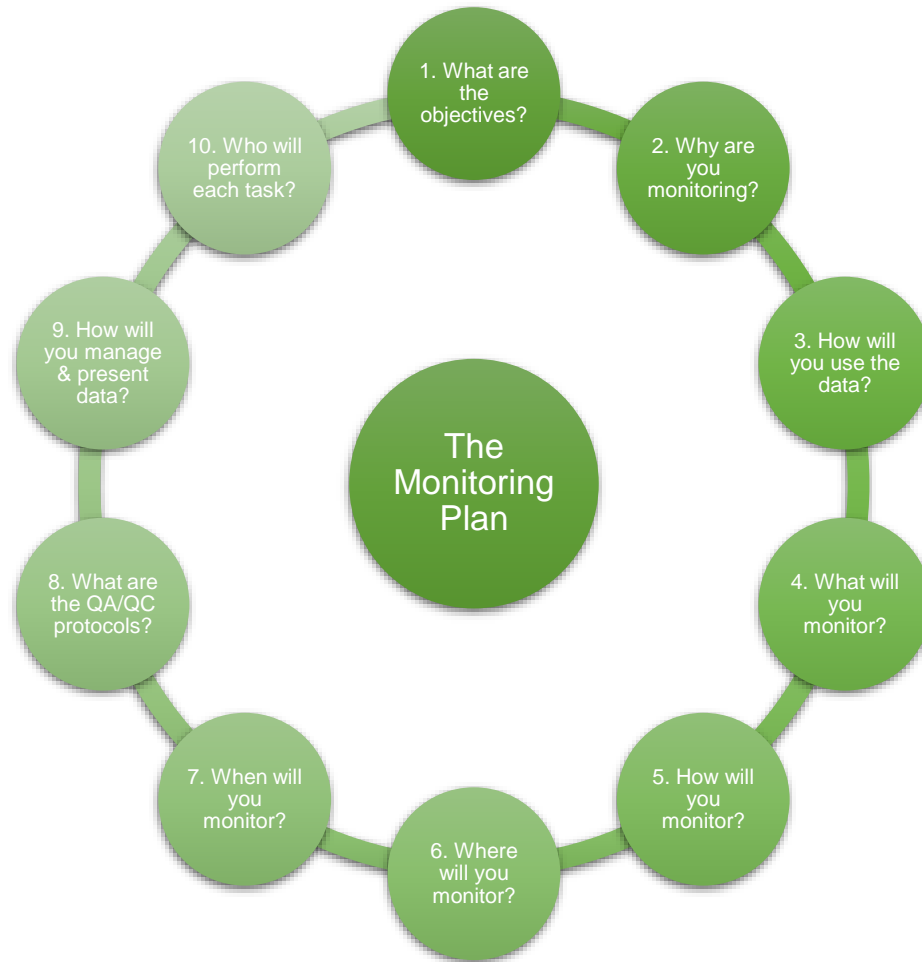 1. What are
the
objectives?
2. Why are
you
monitoring?
3. How will
you use the
data?
4. What will
you
monitor?
5. How will
you
monitor?
6. Where
will you
monitor?
7. When will
you
monitor?
8. What are
the QA/QC
protocols?
9. How will
you manage
& present
data?
10. Who will
perform
each task?
The
Monitoring
Plan